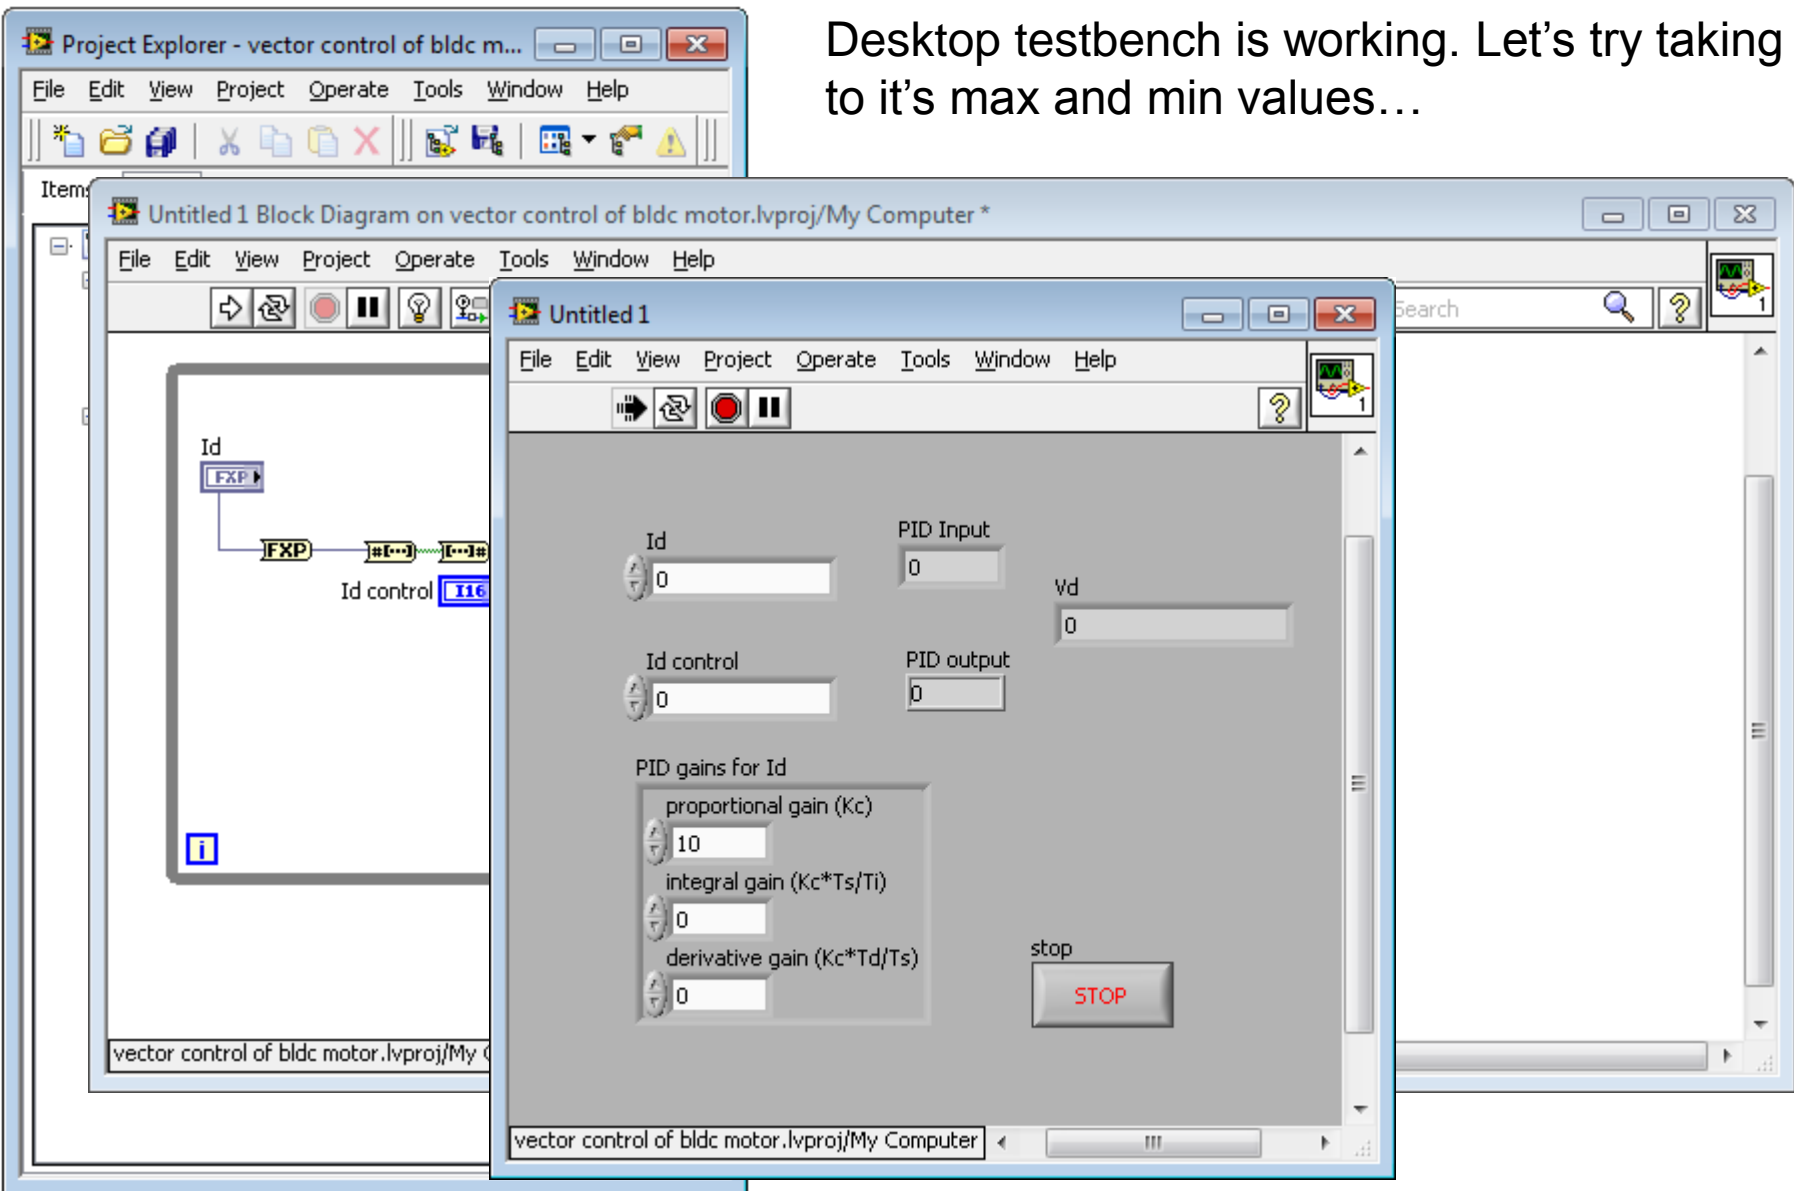 Desktop testbench is working. Let’s try taking
to it’s max and min values…
Project Explorer - vector control of bldc m...
File Edit View Project Operate Tools Window Help
Items
Untitled 1 Block Diagram on vector control of bldc motor.lvproj/My Computer *
File Edit View Project Operate Tools Window Help
Search
1
Id
FXP
FXP
#[···] [···]#
Id control I16
i
vector control of bldc motor.lvproj/My
Untitled 1
File Edit View Project Operate Tools Window Help
1
Id
0
PID Input
0
Vd
0
Id control
0
PID output
0
PID gains for Id
proportional gain (Kc)
10
integral gain (Kc*Ts/Ti)
0
derivative gain (Kc*Td/Ts)
0
stop
STOP
vector control of bldc motor.lvproj/My Computer